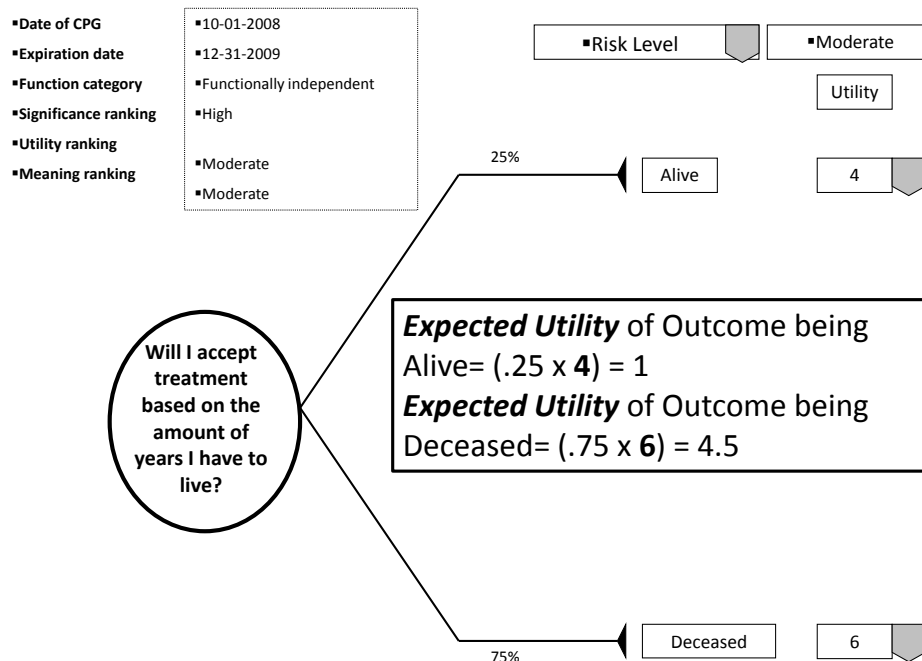 ▪Date of CPG ▪10-01-2008
▪Expiration date ▪12-31-2009
▪Function category ▪Functionally independent
▪Significance ranking ▪High
▪Utility ranking
▪Moderate
▪Meaning ranking
▪Moderate
▪Risk Level ▪Moderate
Utility
25%
Alive 4
Will I accept
treatment
based on the
amount of
years I have to
live?
Expected Utility of Outcome being
Alive= (.25 x 4) = 1
Expected Utility of Outcome being
Deceased= (.75 x 6) = 4.5
Deceased 6
75%